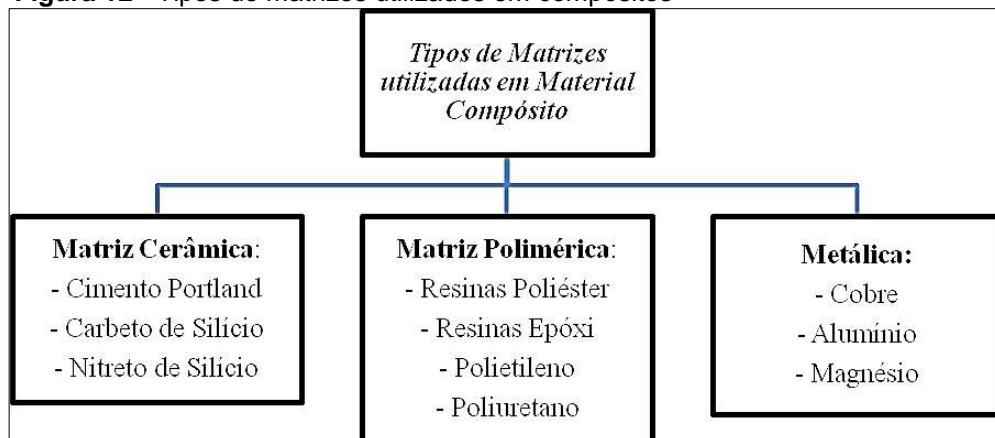 Tipos de Matrizes
utilizadas em Material
Compósito
Matriz Cerâmica:
- Cimento Portland
- Carbeto de Silício
- Nitreto de Silício
Matriz Polimérica:
- Resinas Poliéster
- Resinas Epóxi
- Polietileno
- Poliuretano
Metálica:
- Cobre
- Alumínio
- Magnésio